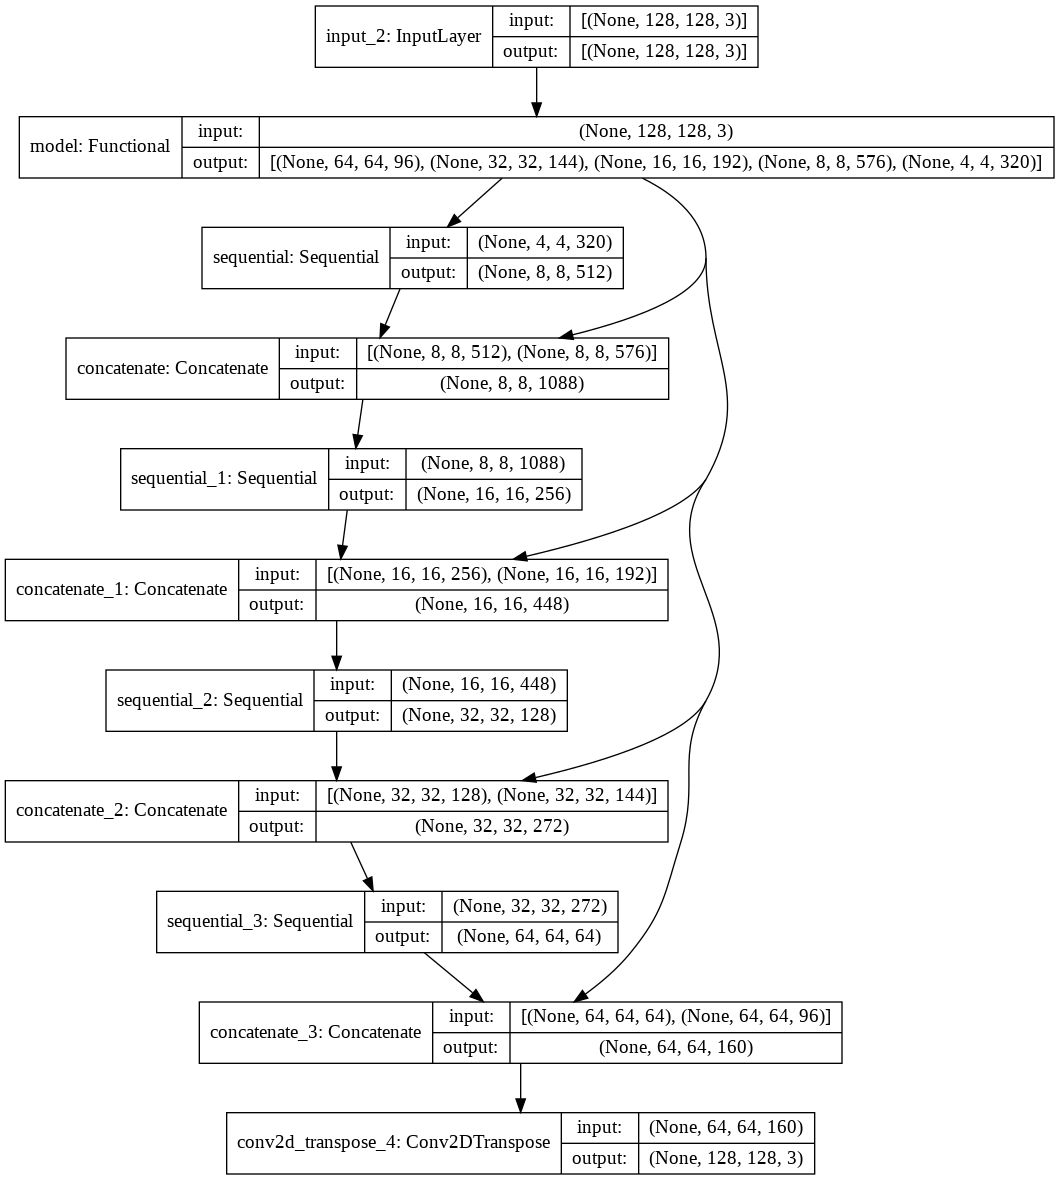 input_2: InputLayer
input:
[(None, 128, 128, 3)]
output:
[(None, 128, 128, 3)]
model: Functional
input:
(None, 128, 128, 3)
output:
[(None, 64, 64, 96), (None, 32, 32, 144), (None, 16, 16, 192), (None, 8, 8, 576), (None, 4, 4, 320)]
sequential: Sequential
input:
(None, 4, 4, 320)
output:
(None, 8, 8, 512)
concatenate: Concatenate
input:
[(None, 8, 8, 512), (None, 8, 8, 576)]
output:
(None, 8, 8, 1088)
sequential_1: Sequential
input:
(None, 8, 8, 1088)
output:
(None, 16, 16, 256)
concatenate_1: Concatenate
input:
[(None, 16, 16, 256), (None, 16, 16, 192)]
output:
(None, 16, 16, 448)
sequential_2: Sequential
input:
(None, 16, 16, 448)
output:
(None, 32, 32, 128)
concatenate_2: Concatenate
input:
[(None, 32, 32, 128), (None, 32, 32, 144)]
output:
(None, 32, 32, 272)
sequential_3: Sequential
input:
(None, 32, 32, 272)
output:
(None, 64, 64, 64)
concatenate_3: Concatenate
input:
[(None, 64, 64, 64), (None, 64, 64, 96)]
output:
(None, 64, 64, 160)
conv2d_transpose_4: Conv2DTranspose
input:
(None, 64, 64, 160)
output:
(None, 128, 128, 3)